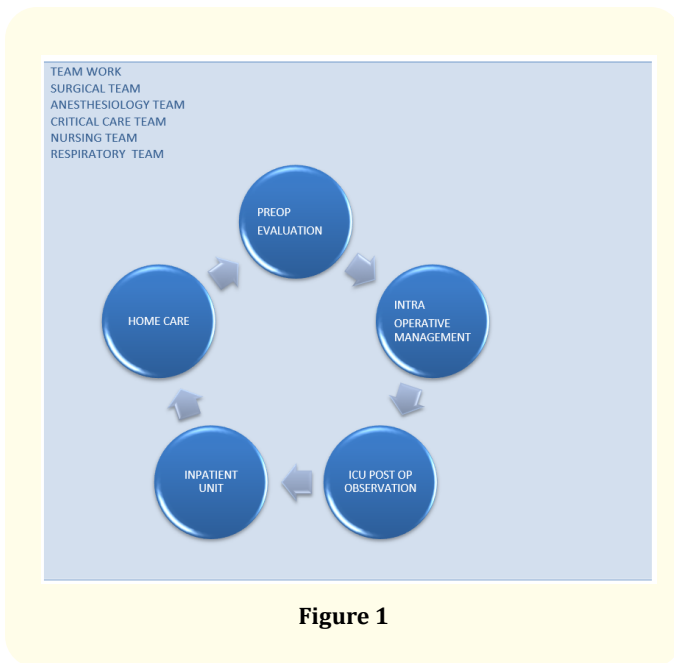 TEAM WORK
SURGICAL TEAM
ANESTHESIOLOGY TEAM
CRITICAL CARE TEAM
NURSING TEAM
RESPIRATORY TEAM
PREOP
EVALUATION
INTRA
OPERATIVE
MANAGEMENT
ICU POST OP
OBSERVATION
INPATIENT
UNIT
HOME CARE
Figure 1